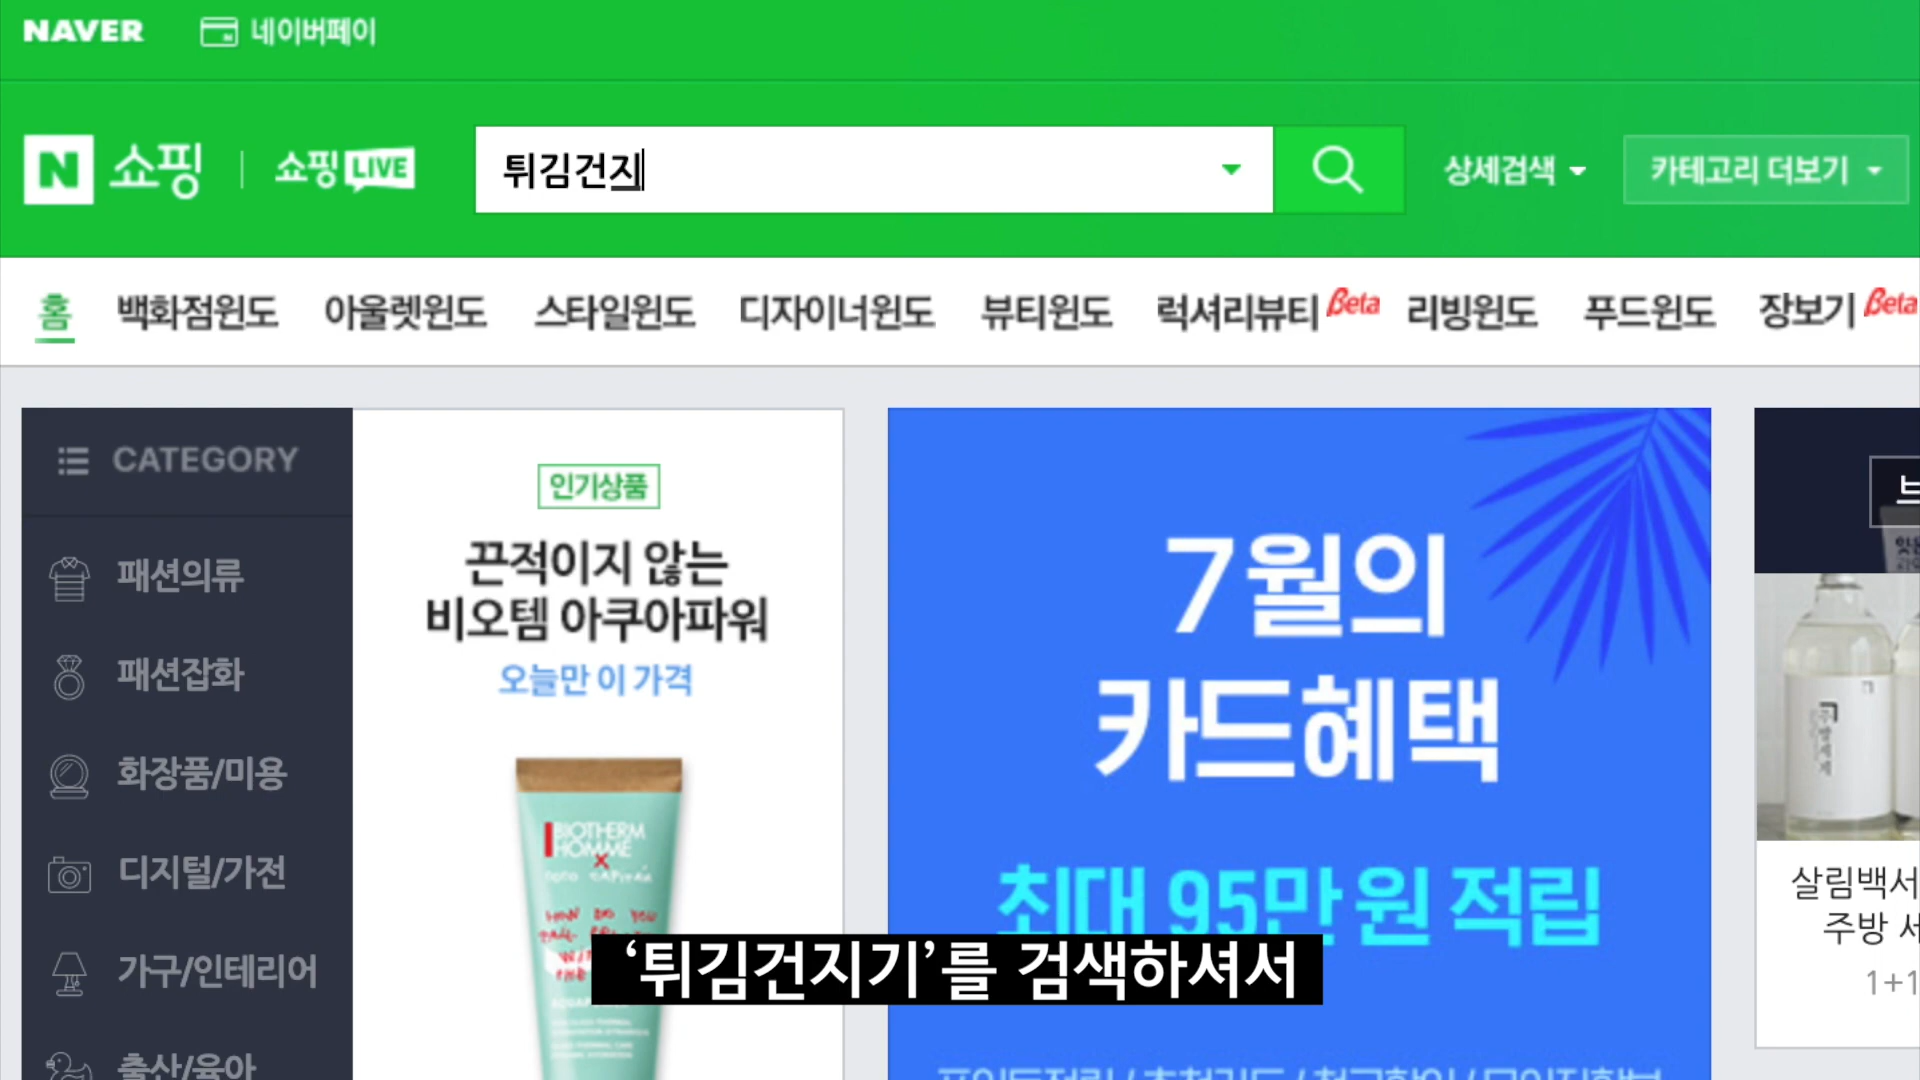 NAVER 네이버페이
N 쇼핑 쇼핑 LIVE 튀김건지 상세검색 카테고리 더보기
홈 백화점윈도 아울렛윈도 스타일윈도 디자이너윈도 뷰티윈도 럭셔리뷰티 Beta 리빙윈도 푸드윈도 장보기 Beta
CATEGORY
패션의류
패션잡화
화장품/미용
디지털/가전
가구/인테리어
출산/육아
인기상품
끈적이지 않는
비오템 아쿠아파워
오늘만 이 가격
BIOTHERM
HOMME
x
HOW DO YOU
7월의
카드혜택
최대 95만 원 적립
살림백서
주방 세
1+1
‘튀김건지기’를 검색하셔서